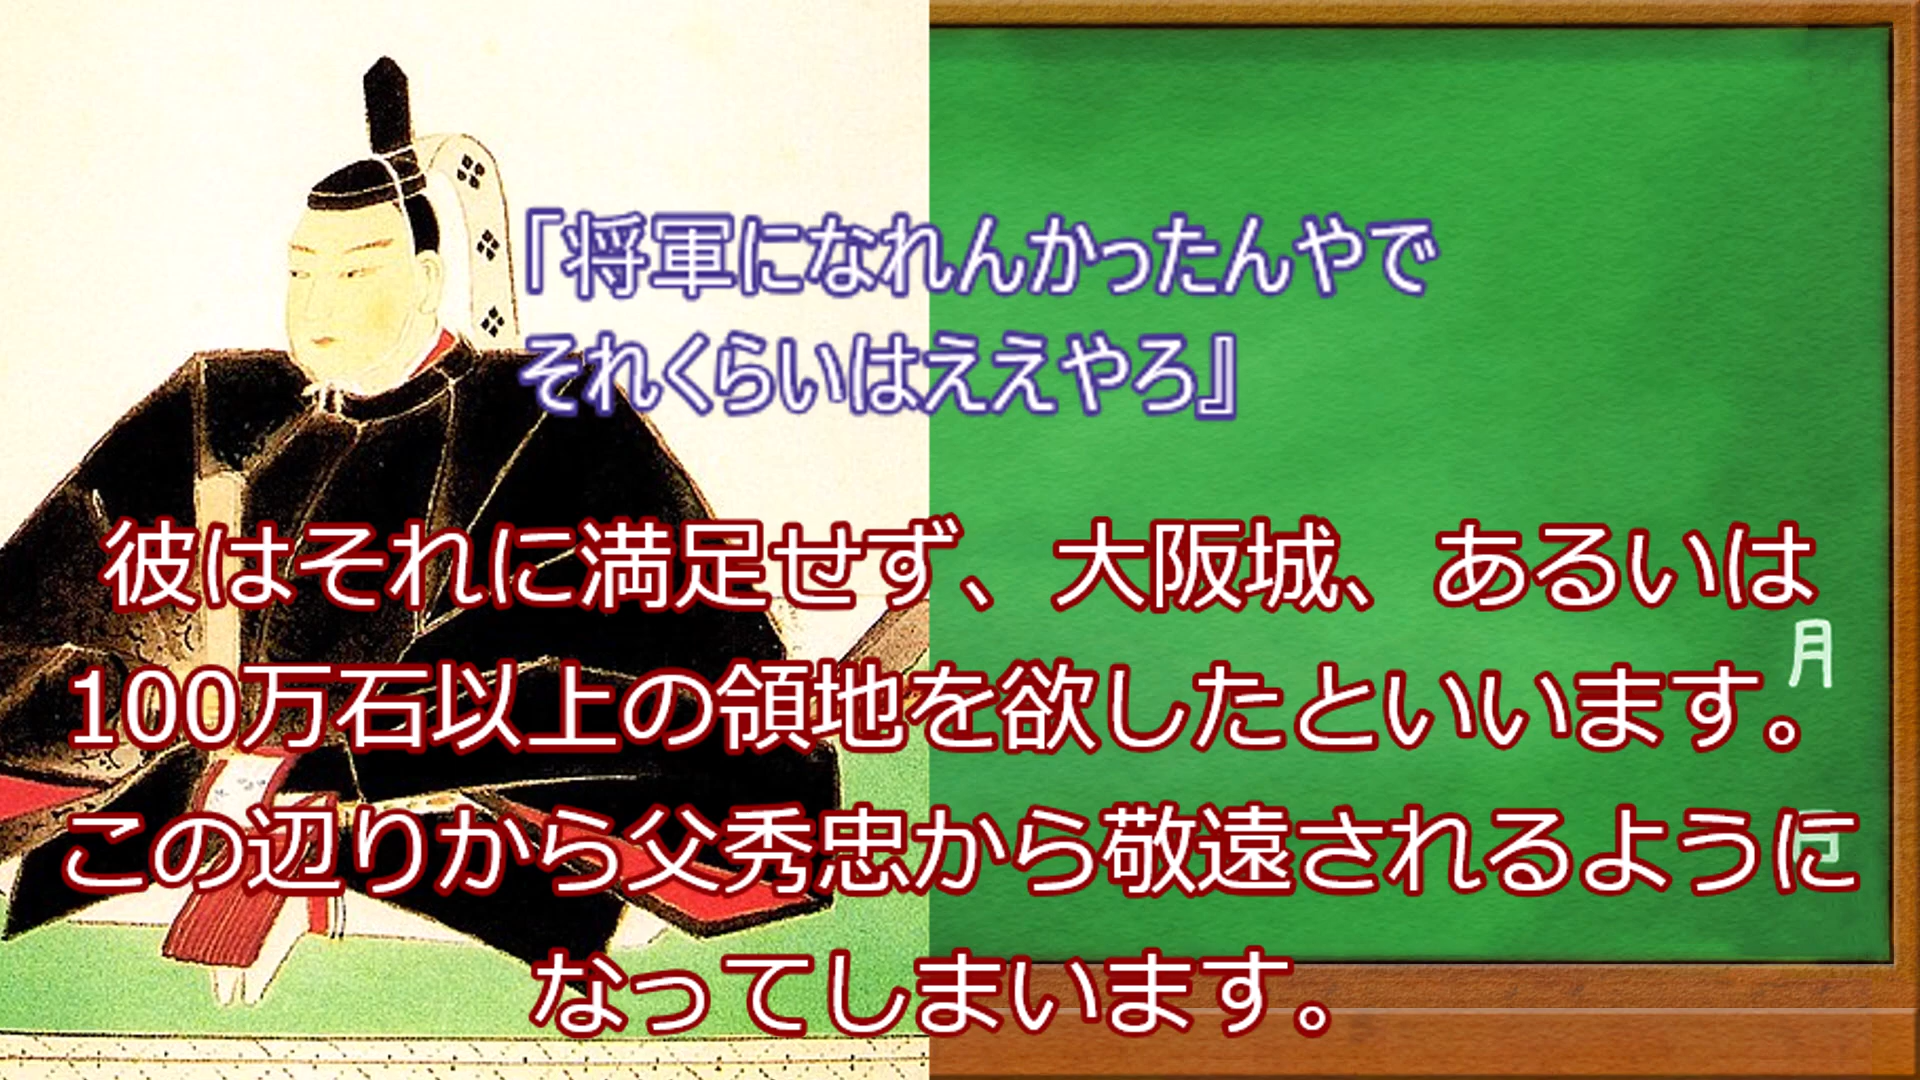 「将軍になれんかったんやで
それくらいはええやろ』
彼はそれに満足せず、大阪城、あるいは
100万石以上の領地を欲したといいます。
この辺りから父秀忠から敬遠されるように
なってしまいます。
月